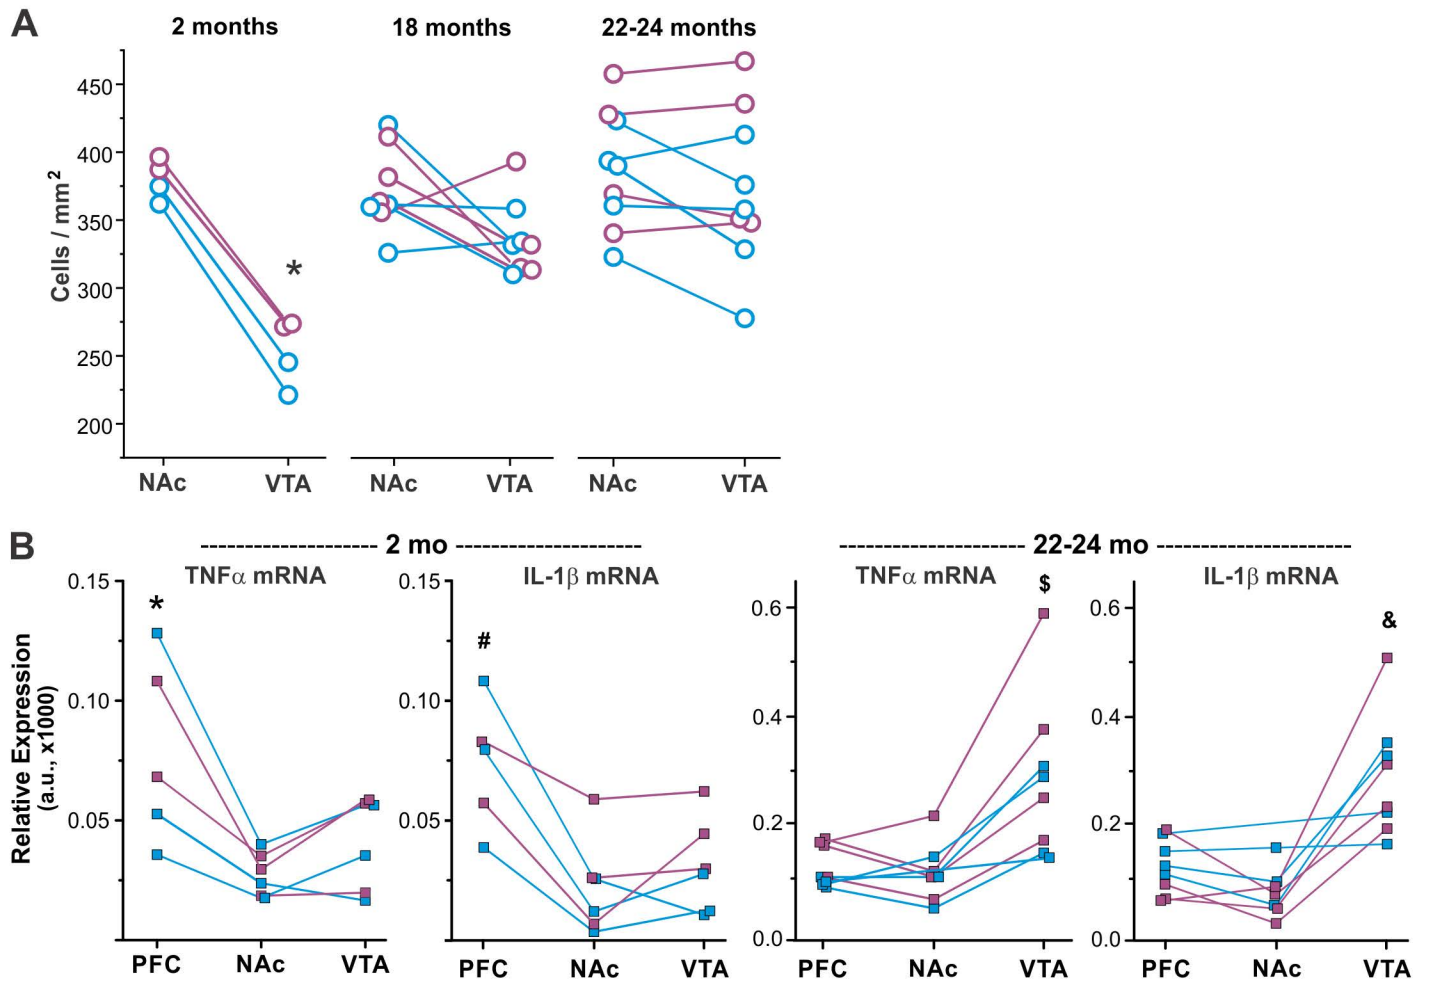 A
2 months
18 months
22-24 months
Cells / mm²
450
400
350
300
250
200
*
NAc
VTA
NAc
VTA
NAc
VTA
B
2 mo
22-24 mo
TNFα mRNA
IL-1β mRNA
TNFα mRNA
IL-1β mRNA
Relative Expression
(a.u., x1000)
0.15
0.10
0.05
*
PFC
NAc
VTA
0.15
0.10
0.05
#
PFC
NAc
VTA
0.6
0.4
0.2
0.0
$
PFC
NAc
VTA
0.6
0.4
0.2
0.0
&
PFC
NAc
VTA